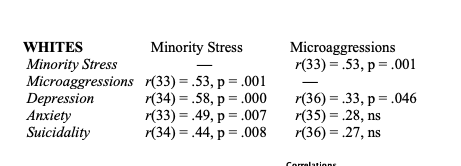 WHITES Minority Stress Microaggressions
Minority Stress — r(33) = .53, p = .001
Microaggressions r(33) = .53, p = .001 —
Depression r(34) = .58, p = .000 r(36) = .33, p = .046
Anxiety r(33) = .49, p = .007 r(35) = .28, ns
Suicidality r(34) = .44, p = .008 r(36) = .27, ns
Correlations